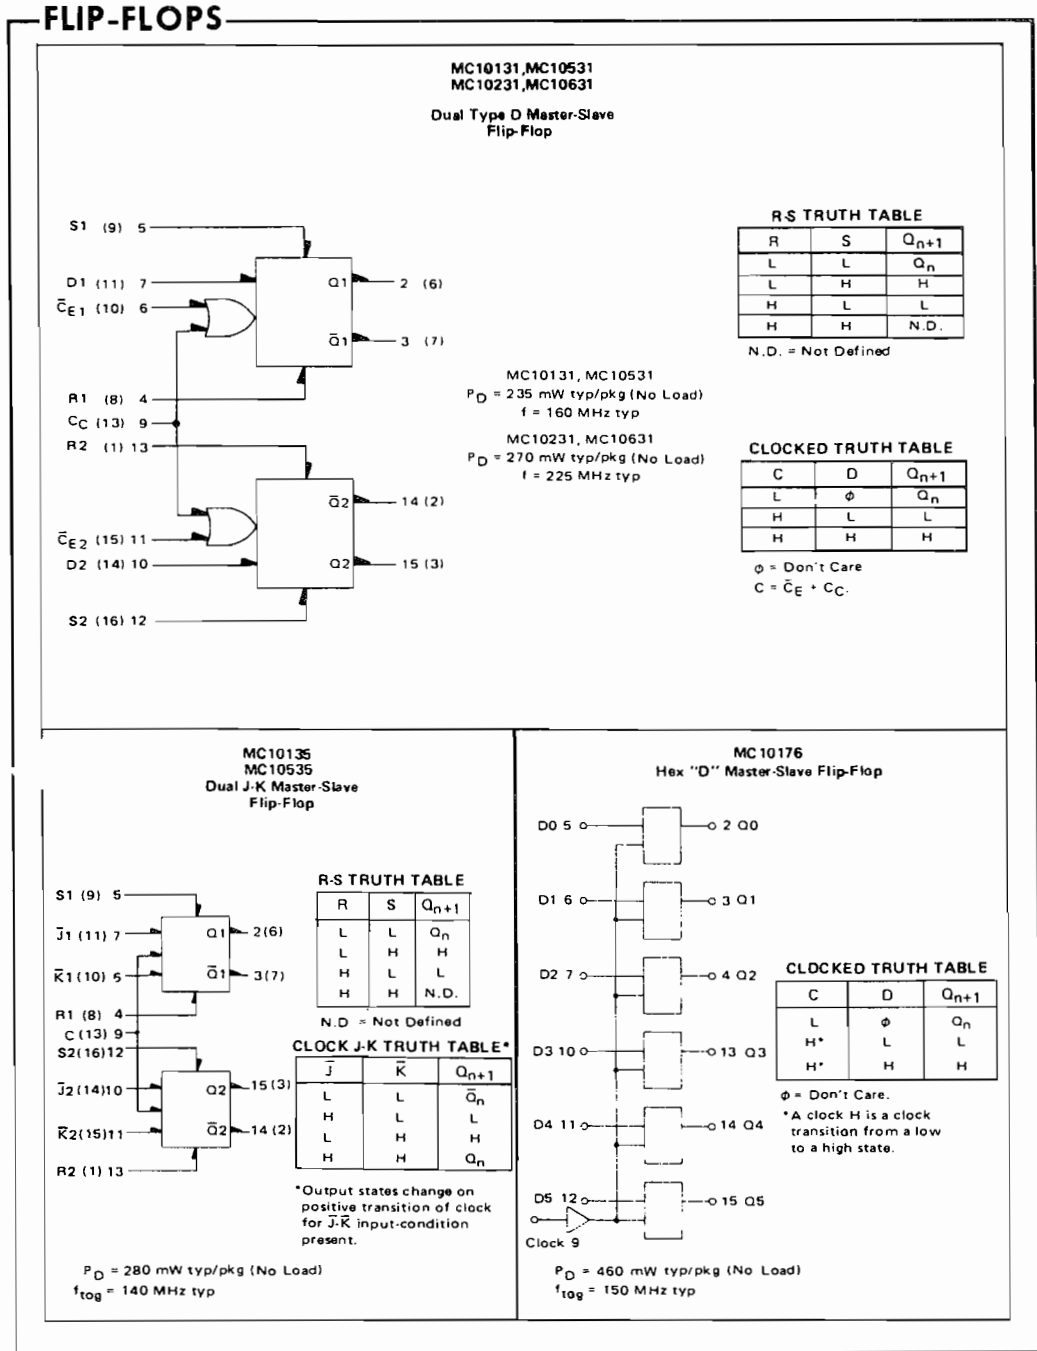 FLIP-FLOPS
MC10131,MC10531
MC10231,MC10631
Dual Type D Master-Slave
Flip-Flop
S1 (9) 5
D1 (11) 7
C̅E1 (10) 6
R1 (8) 4
CC (13) 9
R2 (1) 13
C̅E2 (15) 11
D2 (14) 10
S2 (16) 12
Q1 2 (6)
Q̅1 3 (7)
Q̅2 14 (2)
Q2 15 (3)
MC10131, MC10531
PD = 235 mW typ/pkg (No Load)
f = 160 MHz typ
MC10231, MC10631
PD = 270 mW typ/pkg (No Load)
f = 225 MHz typ
R-S TRUTH TABLE
R S Qn+1
L L Qn
L H H
H L L
H H N.D.
N.D. = Not Defined
CLOCKED TRUTH TABLE
C D Qn+1
L ϕ Qn
H L L
H H H
ϕ = Don't Care
C = C̅E + CC.
MC10135
MC10535
Dual J-K Master-Slave
Flip-Flop
S1 (9) 5
J̅1 (11) 7
K̅1 (10) 5
R1 (8) 4
C (13) 9
S2 (16) 12
J̅2 (14) 10
K̅2 (15) 11
R2 (1) 13
Q1 2(6)
Q̅1 3(7)
Q2 15(3)
Q̅2 14(2)
R-S TRUTH TABLE
R S Qn+1
L L Qn
L H H
H L L
H H N.D.
N.D = Not Defined
CLOCK J-K TRUTH TABLE*
J̅ K̅ Qn+1
L L Q̅n
H L L
L H H
H H Qn
*Output states change on
positive transition of clock
for J̅-K̅ input-condition
present.
PD = 280 mW typ/pkg (No Load)
ftog = 140 MHz typ
MC10176
Hex "D" Master-Slave Flip-Flop
D0 5 2 Q0
D1 6 3 Q1
D2 7 4 Q2
D3 10 13 Q3
D4 11 14 Q4
D5 12 15 Q5
Clock 9
CLOCKED TRUTH TABLE
C D Qn+1
L ϕ Qn
H* L L
H* H H
ϕ = Don't Care.
*A clock H is a clock
transition from a low
to a high state.
PD = 460 mW typ/pkg (No Load)
ftog = 150 MHz typ